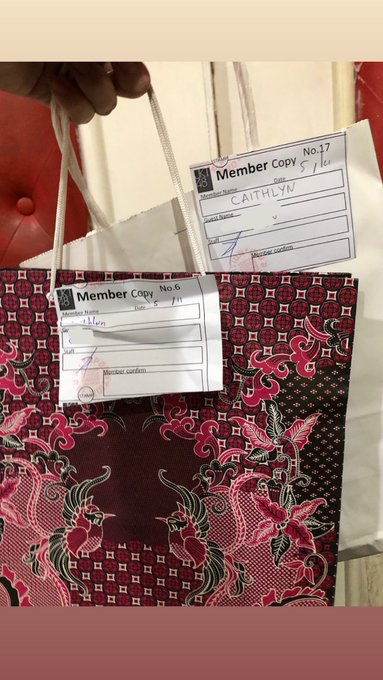 Member Copy No.17
Member Name Date 5/11
CAITHLYN
Guest Name
Staff
Member confirm
Member Copy No.6
Member Name Date 5/11
Staff
Member confirm